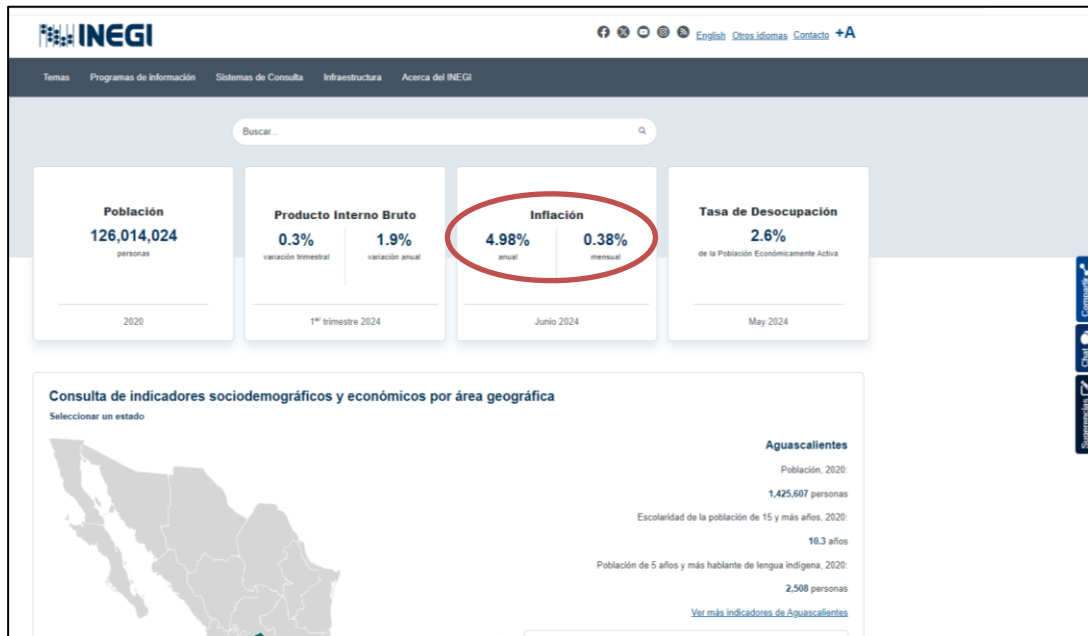 INEGI
English Otros idiomas Contacto +A
Temas Programas de información Sistemas de Consulta Infraestructura Acerca del INEGI
Buscar...
Población
126,014,024
personas
2020
Producto Interno Bruto
0.3% 1.9%
variación trimestral variación anual
1er trimestre 2024
Inflación
4.98% 0.38%
anual mensual
Junio 2024
Tasa de Desocupación
2.6%
de la Población Económicamente Activa
May 2024
Compartir
Chat
Sugerencias
Consulta de indicadores sociodemográficos y económicos por área geográfica
Seleccionar un estado
Aguascalientes
Población, 2020:
1,425,607 personas
Escolaridad de la población de 15 y más años, 2020:
10.3 años
Población de 5 años y más hablante de lengua indígena, 2020:
2,508 personas
Ver más indicadores de Aguascalientes